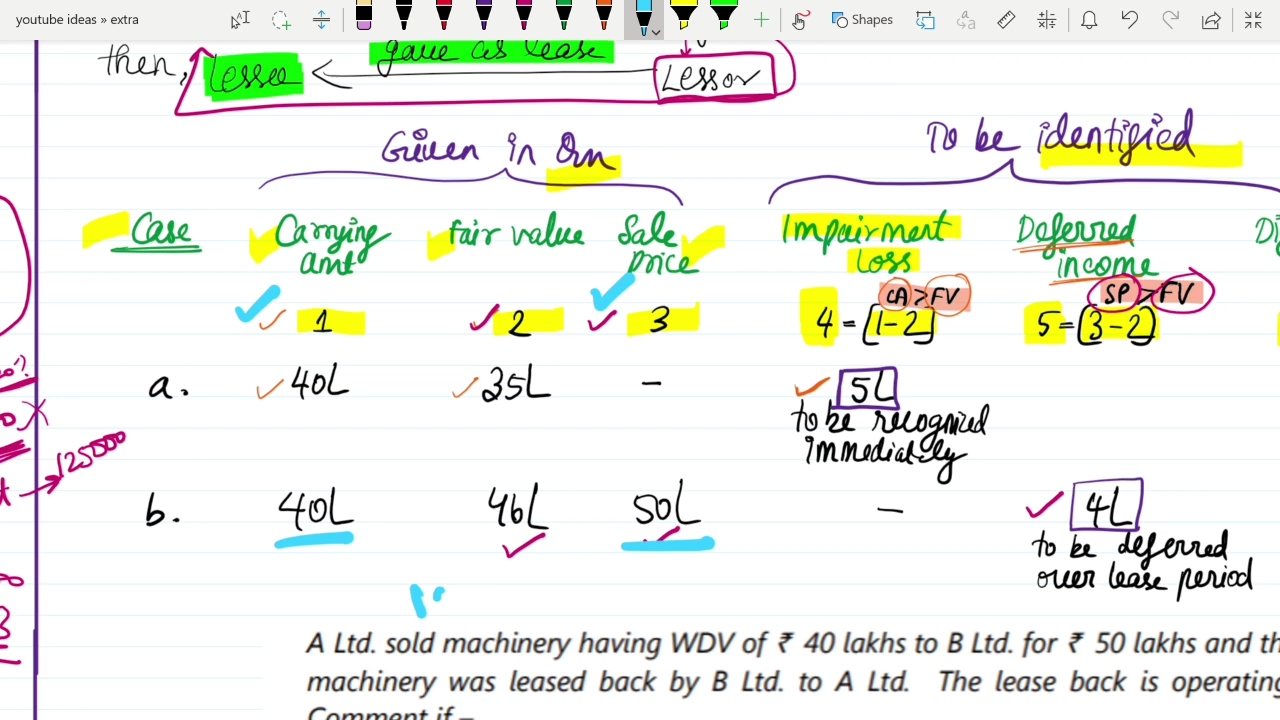 youtube ideas » extra
Shapes
gave as lease
then, Lessee Lessor
Given in Qn To be identified
Case Carrying amt fair value Sale Price Impairment Loss Deferred income
CA > FV SP > FV
1 2 3 4 = [1-2] 5 = [3-2]
a. 40L 35L - 5L
to be recognized
immediately
125000
b. 40L 46L 50L - 4L
to be deferred
over lease period
A Ltd. sold machinery having WDV of ₹ 40 lakhs to B Ltd. for ₹ 50 lakhs and th
machinery was leased back by B Ltd. to A Ltd. The lease back is operating
Comment if –